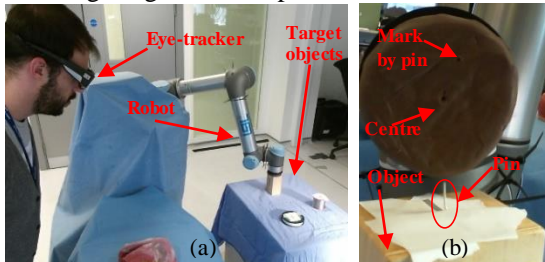 Eye-tracker
Target
objects
Robot
(a)
Mark
by pin
Centre
Object
Pin
(b)